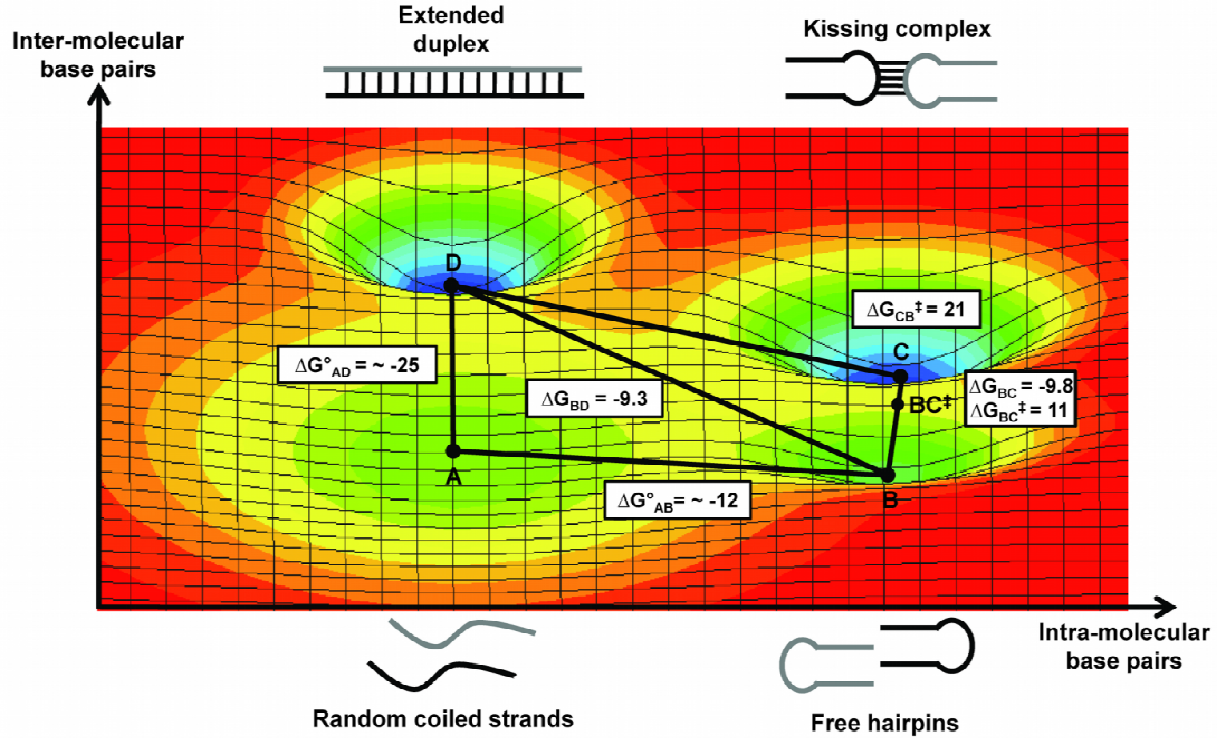 Extended
duplex
Kissing complex
Inter-molecular
base pairs
D
ΔG_CB‡ = 21
C
ΔG°_AD = ~ -25
ΔG_BC = -9.8
ΔG_BC‡ = 11
BC‡
ΔG_BD = -9.3
A
B
ΔG°_AB= ~ -12
Intra-molecular
base pairs
Random coiled strands
Free hairpins